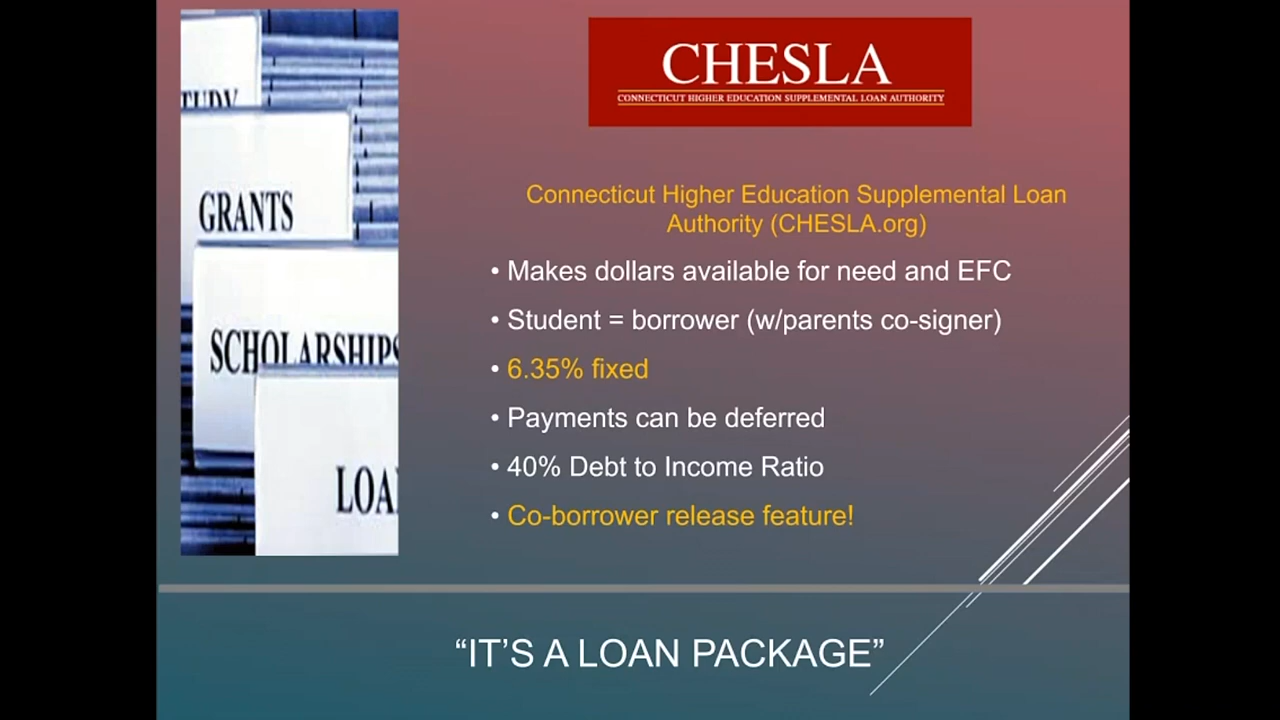 CHESLA
CONNECTICUT HIGHER EDUCATION SUPPLEMENTAL LOAN AUTHORITY
GRANTS
SCHOLARSHIPS
Connecticut Higher Education Supplemental Loan
Authority (CHESLA.org)
• Makes dollars available for need and EFC
• Student = borrower (w/parents co-signer)
• 6.35% fixed
• Payments can be deferred
• 40% Debt to Income Ratio
• Co-borrower release feature!
“IT’S A LOAN PACKAGE”